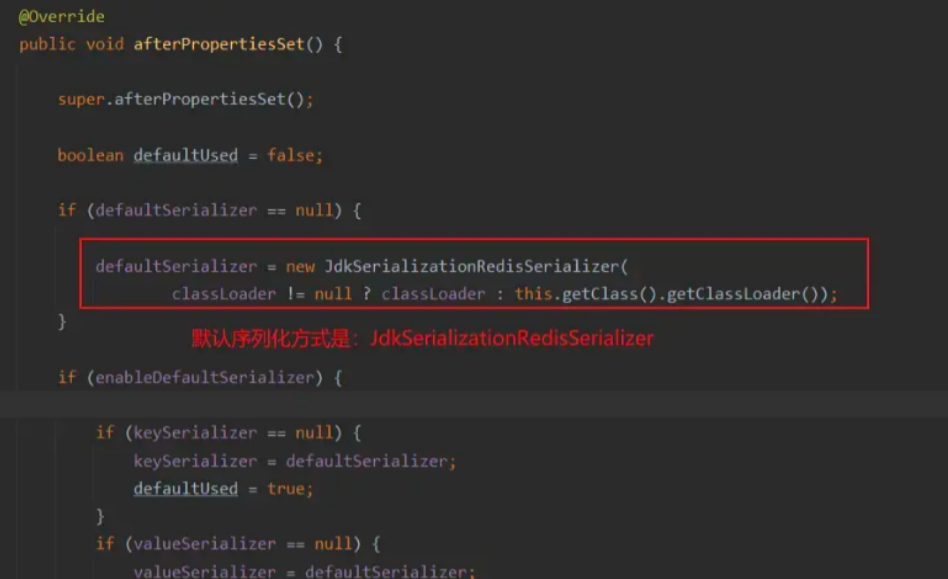 @Override
public void afterPropertiesSet() {
super.afterPropertiesSet();
boolean defaultUsed = false;
if (defaultSerializer == null) {
defaultSerializer = new JdkSerializationRedisSerializer(
classLoader != null ? classLoader : this.getClass().getClassLoader());
}
默认序列化方式是：JdkSerializationRedisSerializer
if (enableDefaultSerializer) {
if (keySerializer == null) {
keySerializer = defaultSerializer;
defaultUsed = true;
}
if (valueSerializer == null) {
valueSerializer = defaultSerializer;